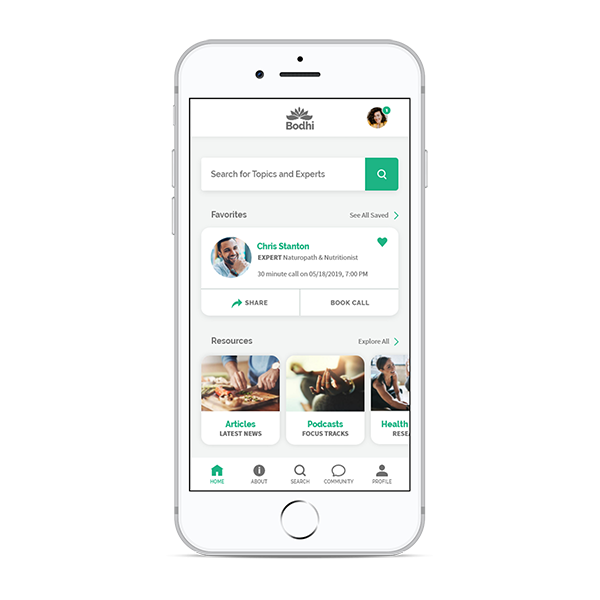 Bodhi
1
Search for Topics and Experts
Favorites
See All Saved
Chris Stanton
EXPERT Naturopath & Nutritionist
30 minute call on 05/18/2019, 7:00 PM
SHARE
BOOK CALL
Resources
Explore All
Articles
LATEST NEWS
Podcasts
FOCUS TRACKS
Health
RESEA
HOME
ABOUT
SEARCH
COMMUNITY
PROFILE